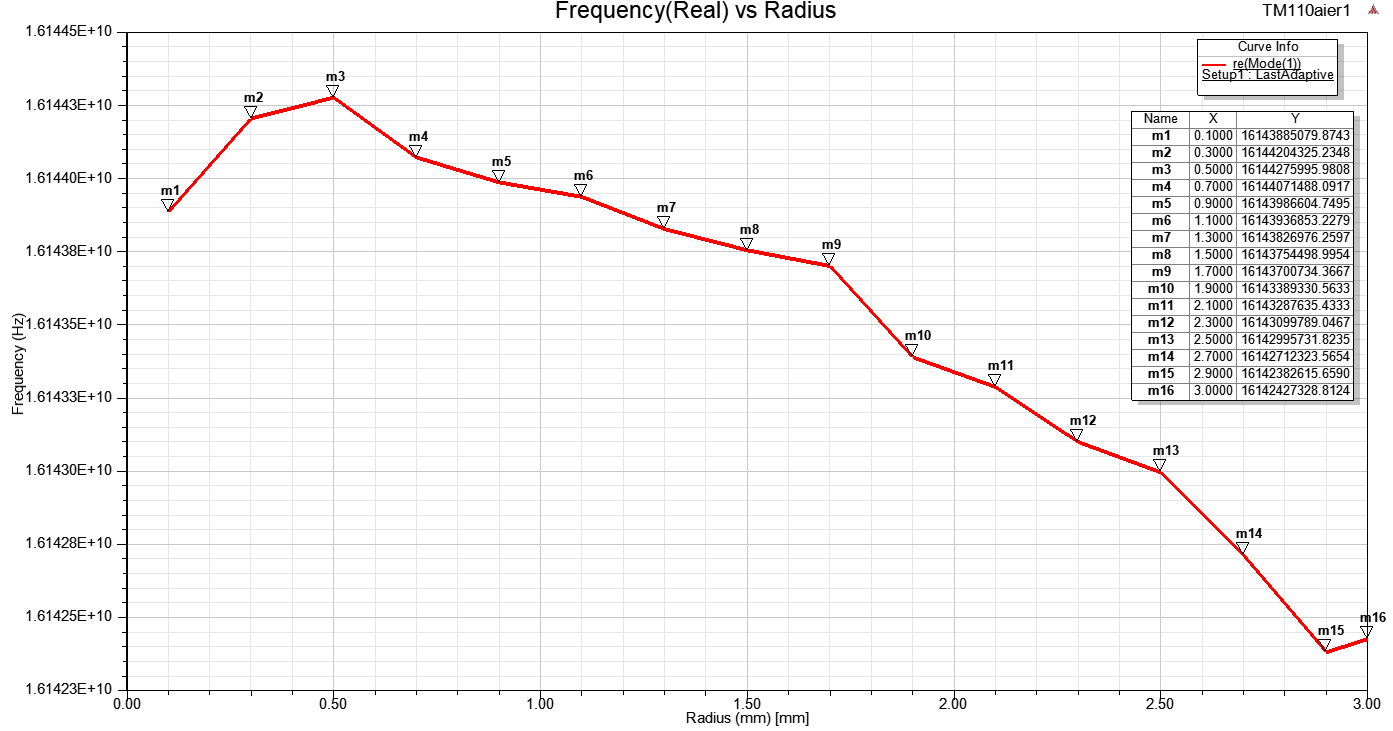 Frequency(Real) vs Radius
TM110aier1
Curve Info
re(Mode(1))
Setup1 : LastAdaptive
Name X Y
m1 0.1000 16143885079.8743
m2 0.3000 16144204325.2348
m3 0.5000 16144275995.9808
m4 0.7000 16144071488.0917
m5 0.9000 16143986604.7495
m6 1.1000 16143936853.2279
m7 1.3000 16143826976.2597
m8 1.5000 16143754498.9954
m9 1.7000 16143700734.3667
m10 1.9000 16143389330.5633
m11 2.1000 16143287635.4333
m12 2.3000 16143099789.0467
m13 2.5000 16142995731.8235
m14 2.7000 16142712323.5654
m15 2.9000 16142382615.6590
m16 3.0000 16142427328.8124
1.61445E+10
1.61443E+10
1.61440E+10
1.61438E+10
1.61435E+10
1.61433E+10
1.61430E+10
1.61428E+10
1.61425E+10
1.61423E+10
Frequency (Hz)
m1
m2
m3
m4
m5
m6
m7
m8
m9
m10
m11
m12
m13
m14
m15
m16
0.00 0.50 1.00 1.50 2.00 2.50 3.00
Radius (mm) [mm]